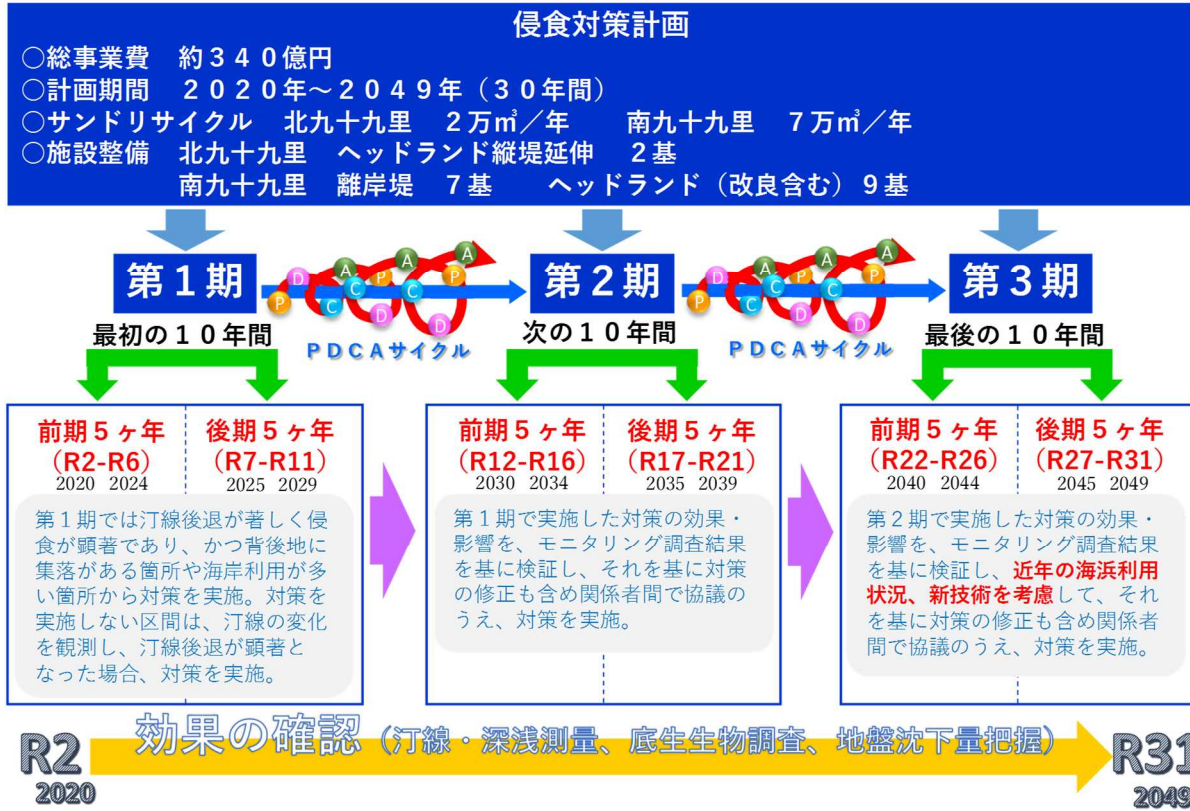 侵食対策計画
○総事業費　約３４０億円
○計画期間　２０２０年～２０４９年（３０年間）
○サンドリサイクル　北九十九里　２万㎥／年　　南九十九里　７万㎥／年
○施設整備　北九十九里　ヘッドランド縦堤延伸　２基
南九十九里　離岸堤　７基　　ヘッドランド（改良含む）９基
第１期
P D C A P C D A C D P A
ＰＤＣＡサイクル
第２期
P D C A P C D A C D P A
ＰＤＣＡサイクル
第３期
最初の１０年間
次の１０年間
最後の１０年間
前期５ヶ年
(R2-R6)
2020 2024
後期５ヶ年
(R7-R11)
2025 2029
第１期では汀線後退が著しく侵
食が顕著であり、かつ背後地に
集落がある箇所や海岸利用が多
い箇所から対策を実施。対策を
実施しない区間は、汀線の変化
を観測し、汀線後退が顕著と
なった場合、対策を実施。
前期５ヶ年
(R12-R16)
2030 2034
後期５ヶ年
(R17-R21)
2035 2039
第１期で実施した対策の効果・
影響を、モニタリング調査結果
を基に検証し、それを基に対策
の修正も含め関係者間で協議の
うえ、対策を実施。
前期５ヶ年
(R22-R26)
2040 2044
後期５ヶ年
(R27-R31)
2045 2049
第２期で実施した対策の効果・
影響を、モニタリング調査結果
を基に検証し、近年の海浜利用
状況、新技術を考慮して、それ
を基に対策の修正も含め関係者
間で協議のうえ、対策を実施。
効果の確認（汀線・深浅測量、底生生物調査、地盤沈下量把握）
R2
2020
R31
2049